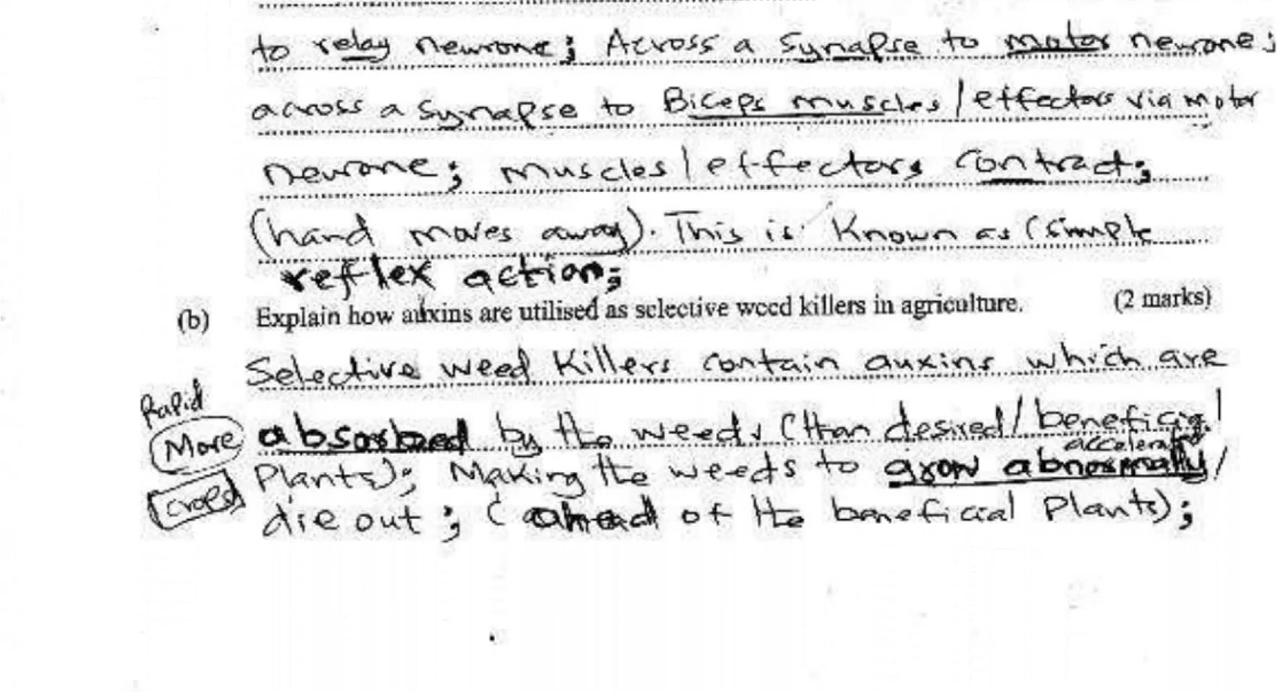 to relay neurone; Across a synapse to motor neurone;
across a synapse to Biceps muscles/effectors via motor
neurone; muscles/effectors contract;
(hand moves away). This is known as (simple
reflex action;
(b) Explain how auxins are utilised as selective weed killers in agriculture. (2 marks)
Selective weed killers contain auxins which are
Rapid
More absorbed by the weeds (than desired/beneficial
accelerated
crops Plants); Making the weeds to grow abnormally/
die out; (ahead of the beneficial Plants);